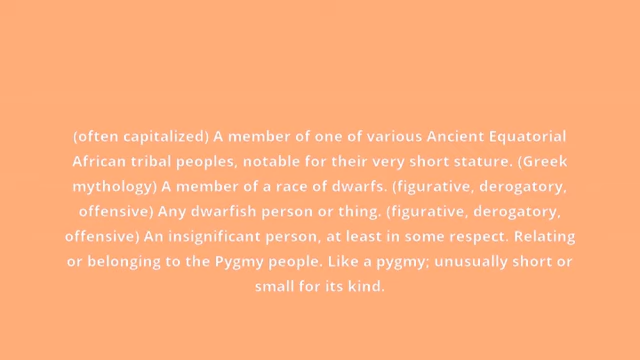 (often capitalized) A member of one of various Ancient Equatorial
African tribal peoples, notable for their very short stature. (Greek
mythology) A member of a race of dwarfs. (figurative, derogatory,
offensive) Any dwarfish person or thing. (figurative, derogatory,
offensive) An insignificant person, at least in some respect. Relating
or belonging to the Pygmy people. Like a pygmy; unusually short or
small for its kind.